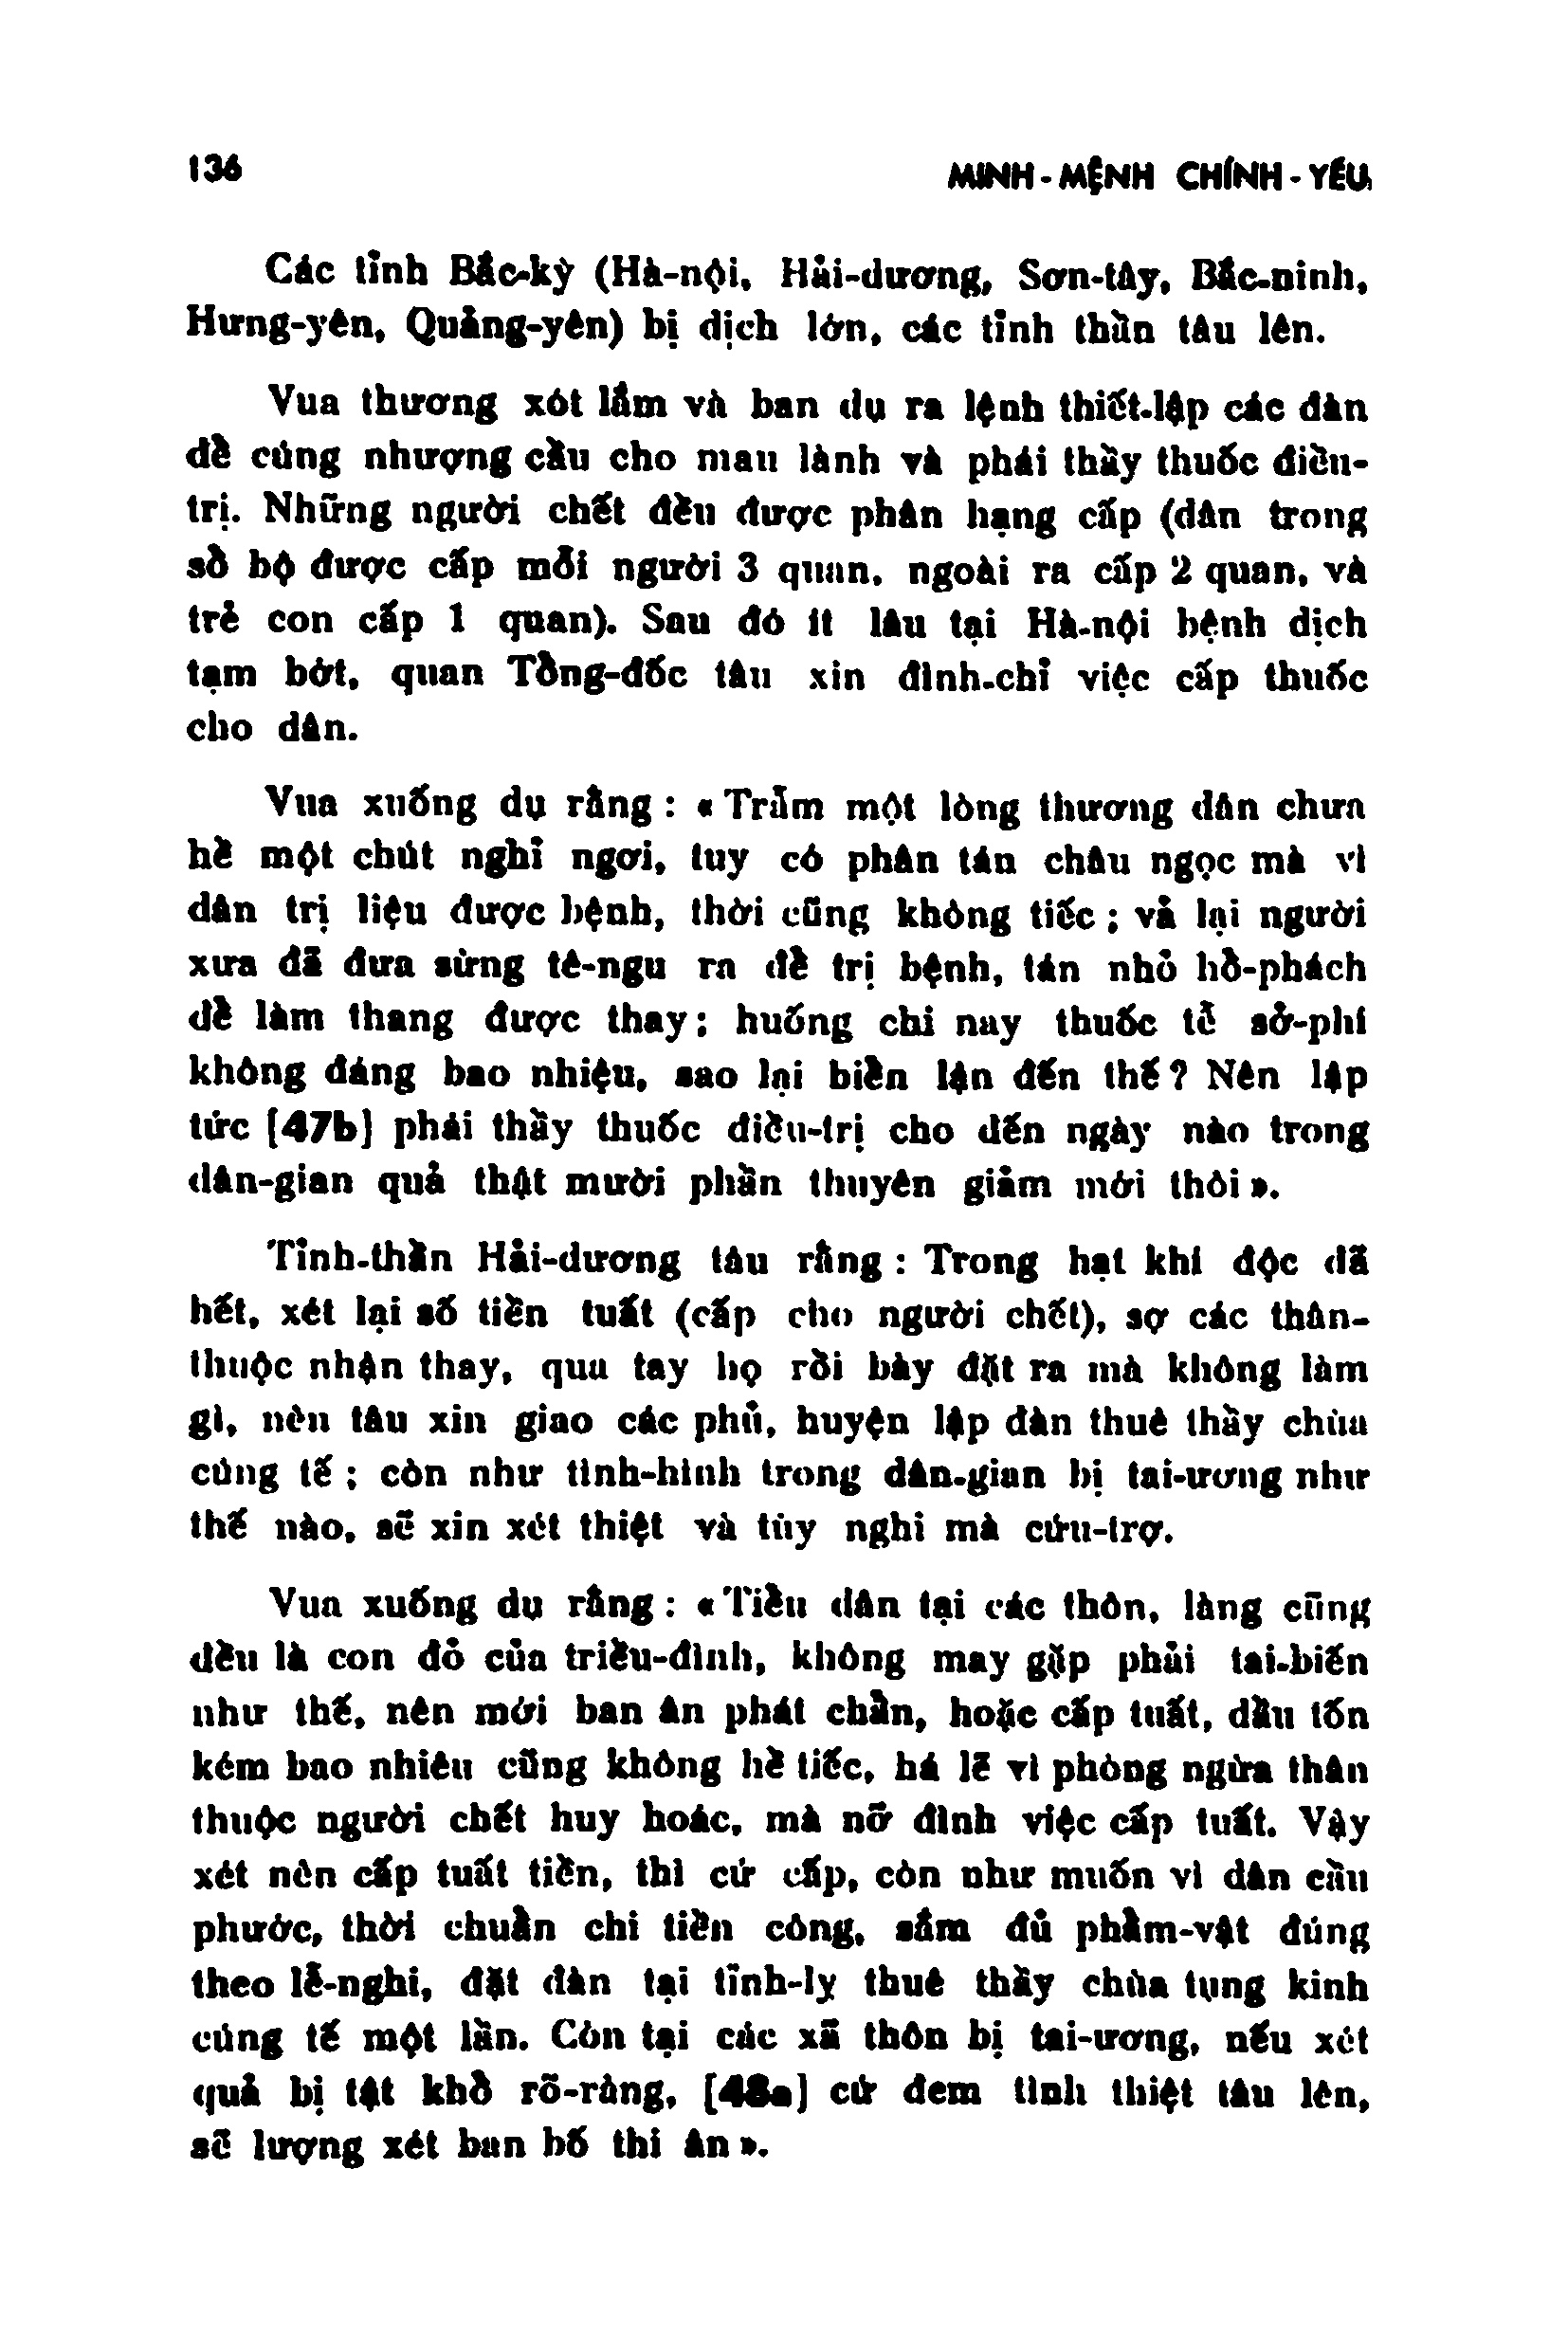 136
MINH-MỆNH CHÍNH-YẾU
Các tỉnh Bắc-kỳ (Hà-nội, Hải-dương, Sơn-tây, Bắc-ninh,
Hưng-yên, Quảng-yên) bị dịch lớn, các tỉnh thần tâu lên.
Vua thương xót lắm và ban dụ ra lệnh thiết-lập các đàn
để cúng nhượng cầu cho mau lành và phái thầy thuốc điều-
trị. Những người chết đều được phân hạng cấp (dân trong
sổ bộ được cấp mỗi người 3 quan, ngoài ra cấp 2 quan, và
trẻ con cấp 1 quan). Sau đó ít lâu tại Hà-nội bệnh dịch
tạm bớt, quan Tổng-đốc tâu xin đình-chỉ việc cấp thuốc
cho dân.
Vua xuống dụ rằng : « Trẫm một lòng thương dân chưa
hề một chút nghỉ ngơi, tuy có phân tán châu ngọc mà vì
dân trị liệu được bệnh, thời cũng không tiếc ; vả lại người
xưa đã đưa sừng tê-ngu ra để trị bệnh, tán nhỏ hổ-phách
để làm thang được thay ; huống chi nay thuốc tễ sở-phí
không đáng bao nhiệu, sao lại biển lận đến thế ? Nên lập
tức [47b] phái thầy thuốc điều-trị cho đến ngày nào trong
dân-gian quả thật mười phần thuyên giảm mới thôi ».
Tỉnh-thần Hải-dương tâu rằng : Trong hạt khí độc đã
hết, xét lại số tiền tuất (cấp cho người chết), sợ các thân-
thuộc nhận thay, qua tay họ rồi bày đặt ra mà không làm
gì, nên tâu xin giao các phủ, huyện lập đàn thuê thầy chùa
cúng tế ; còn như tình-hình trong dân-gian bị tai-ương như
thế nào, sẽ xin xét thiệt và tùy nghi mà cứu-trợ.
Vua xuống dụ rằng : « Tiểu dân tại các thôn, làng cũng
đều là con đỏ của triều-đình, không may gặp phải tai-biến
như thế, nên mới ban ân phát chẩn, hoặc cấp tuất, dầu tốn
kém bao nhiêu cũng không hề tiếc, há lẽ vì phòng ngừa thân
thuộc người chết huy hoác, mà nỡ đình việc cấp tuất. Vậy
xét nên cấp tuất tiền, thì cứ cấp, còn như muốn vì dân cầu
phước, thời chuẩn chi tiền công, sắm đủ phẩm-vật đúng
theo lễ-nghi, đặt đàn tại tỉnh-lỵ thuê thầy chùa tụng kinh
cúng tế một lần. Còn tại các xã thôn bị tai-ương, nếu xét
quả bị tật khổ rõ-ràng, [48a] cứ đem tình thiệt tâu lên,
sẽ lượng xét ban bố thi ân ».